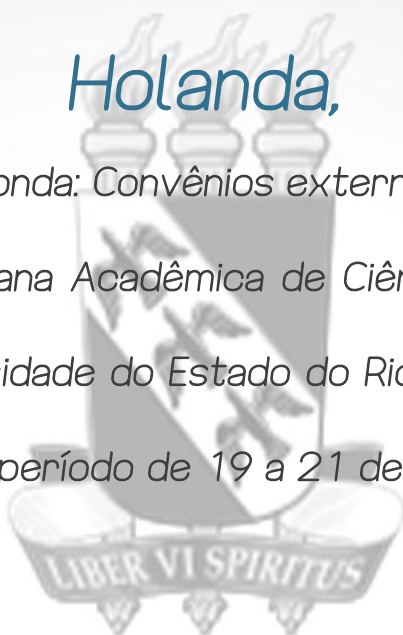 Holanda,
onda: Convênios extern
ana Acadêmica de Ciên
idade do Estado do Rio
período de 19 a 21 de
LIBER VI SPIRITUS